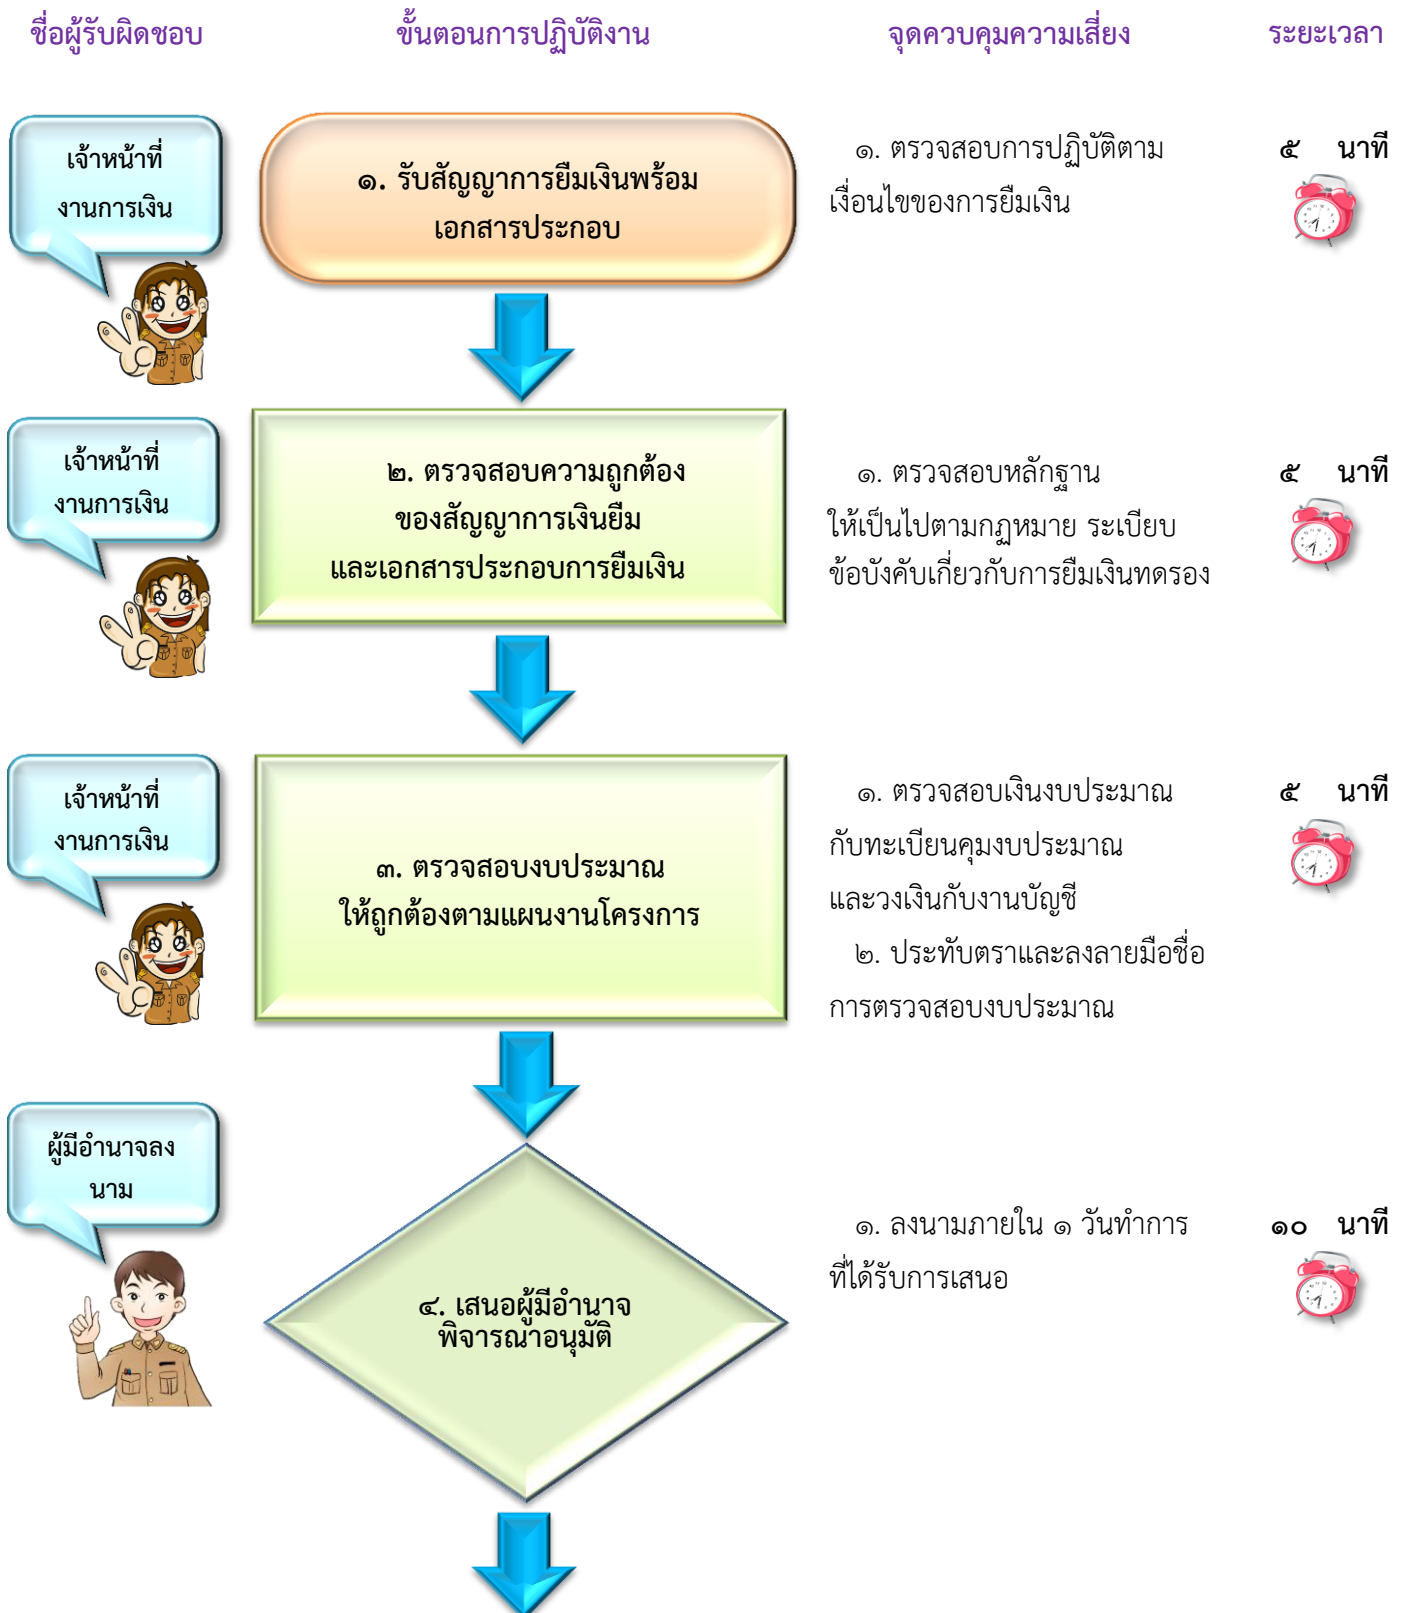 ชื่อผู้รับผิดชอบ ขั้นตอนการปฏิบัติงาน จุดควบคุมความเสี่ยง ระยะเวลา
เจ้าหน้าที่
งานการเงิน
๑. รับสัญญาการยืมเงินพร้อม
เอกสารประกอบ
๑. ตรวจสอบการปฏิบัติตาม
เงื่อนไขของการยืมเงิน
๕ นาที
เจ้าหน้าที่
งานการเงิน
๒. ตรวจสอบความถูกต้อง
ของสัญญาการเงินยืม
และเอกสารประกอบการยืมเงิน
๑. ตรวจสอบหลักฐาน
ให้เป็นไปตามกฎหมาย ระเบียบ
ข้อบังคับเกี่ยวกับการยืมเงินทดรอง
๕ นาที
เจ้าหน้าที่
งานการเงิน
๓. ตรวจสอบงบประมาณ
ให้ถูกต้องตามแผนงานโครงการ
๑. ตรวจสอบเงินงบประมาณ
กับทะเบียนคุมงบประมาณ
และวงเงินกับงานบัญชี
๒. ประทับตราและลงลายมือชื่อ
การตรวจสอบงบประมาณ
๕ นาที
ผู้มีอำนาจลง
นาม
๔. เสนอผู้มีอำนาจ
พิจารณาอนุมัติ
๑. ลงนามภายใน ๑ วันทำการ
ที่ได้รับการเสนอ
๑๐ นาที